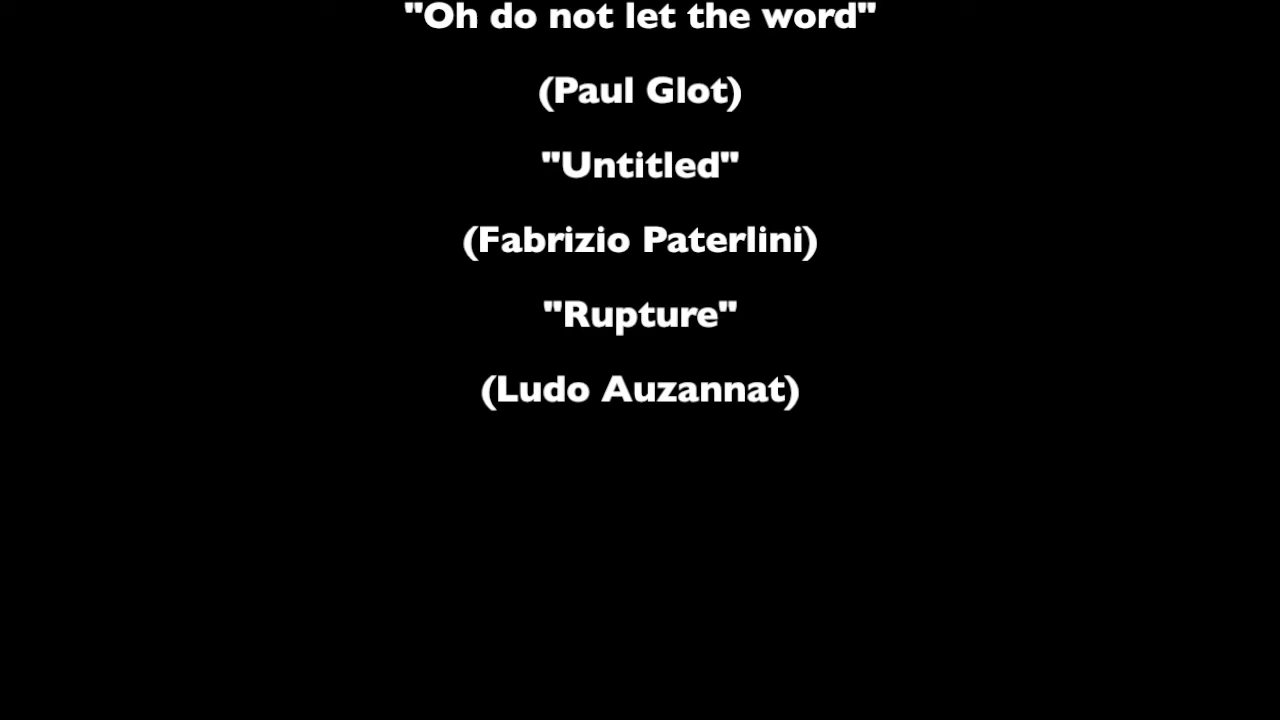 "Oh do not let the word"
(Paul Glot)
"Untitled"
(Fabrizio Paterlini)
"Rupture"
(Ludo Auzannat)